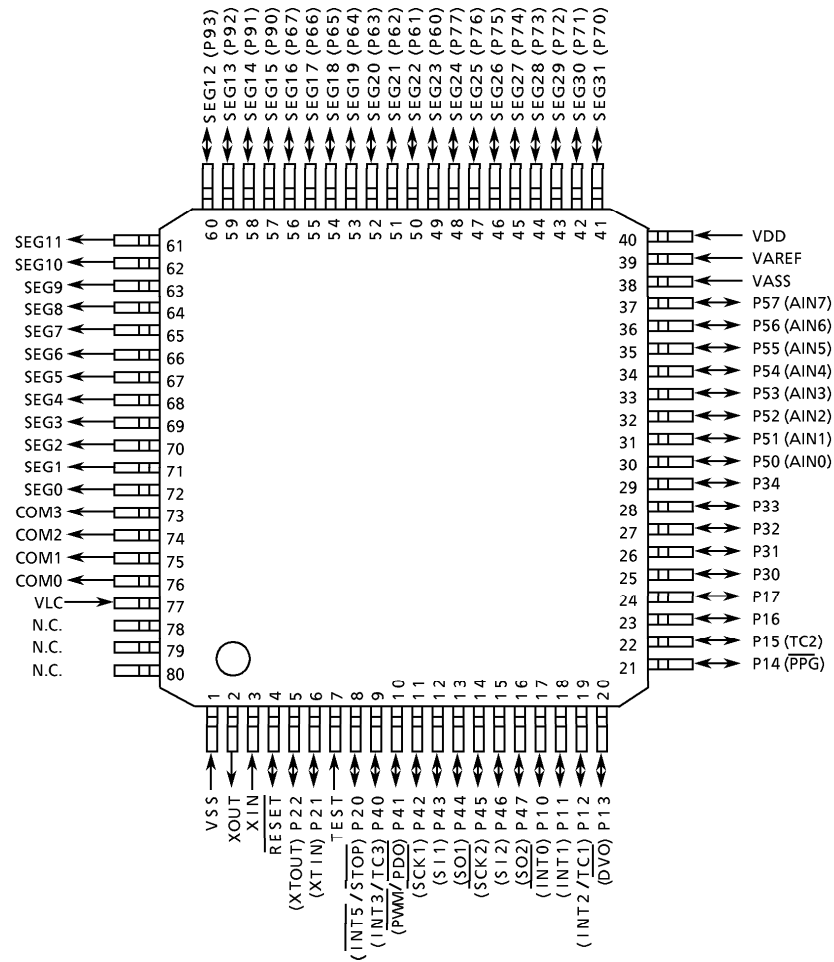 SEG12 (P93)
SEG13 (P92)
SEG14 (P91)
SEG15 (P90)
SEG16 (P67)
SEG17 (P66)
SEG18 (P65)
SEG19 (P64)
SEG20 (P63)
SEG21 (P62)
SEG22 (P61)
SEG23 (P60)
SEG24 (P77)
SEG25 (P76)
SEG26 (P75)
SEG27 (P74)
SEG28 (P73)
SEG29 (P72)
SEG30 (P71)
SEG31 (P70)
60 59 58 57 56 55 54 53 52 51 50 49 48 47 46 45 44 43 42 41
SEG11 61
SEG10 62
SEG9 63
SEG8 64
SEG7 65
SEG6 66
SEG5 67
SEG4 68
SEG3 69
SEG2 70
SEG1 71
SEG0 72
COM3 73
COM2 74
COM1 75
COM0 76
VLC 77
N.C. 78
N.C. 79
N.C. 80
40 VDD
39 VAREF
38 VASS
37 P57 (AIN7)
36 P56 (AIN6)
35 P55 (AIN5)
34 P54 (AIN4)
33 P53 (AIN3)
32 P52 (AIN2)
31 P51 (AIN1)
30 P50 (AIN0)
29 P34
28 P33
27 P32
26 P31
25 P30
24 P17
23 P16
22 P15 (TC2)
21 P14 (PPG)
1 2 3 4 5 6 7 8 9 10 11 12 13 14 15 16 17 18 19 20
VSS
XOUT
XIN
RESET
(XTOUT) P22
(XTIN) P21
TEST
(INT5/STOP) P20
(INT3/TC3) P40
(PWM/PDO) P41
(SCK1) P42
(SI1) P43
(SO1) P44
(SCK2) P45
(SI2) P46
(SO2) P47
(INT0) P10
(INT1) P11
(INT2/TC1) P12
(DVO) P13